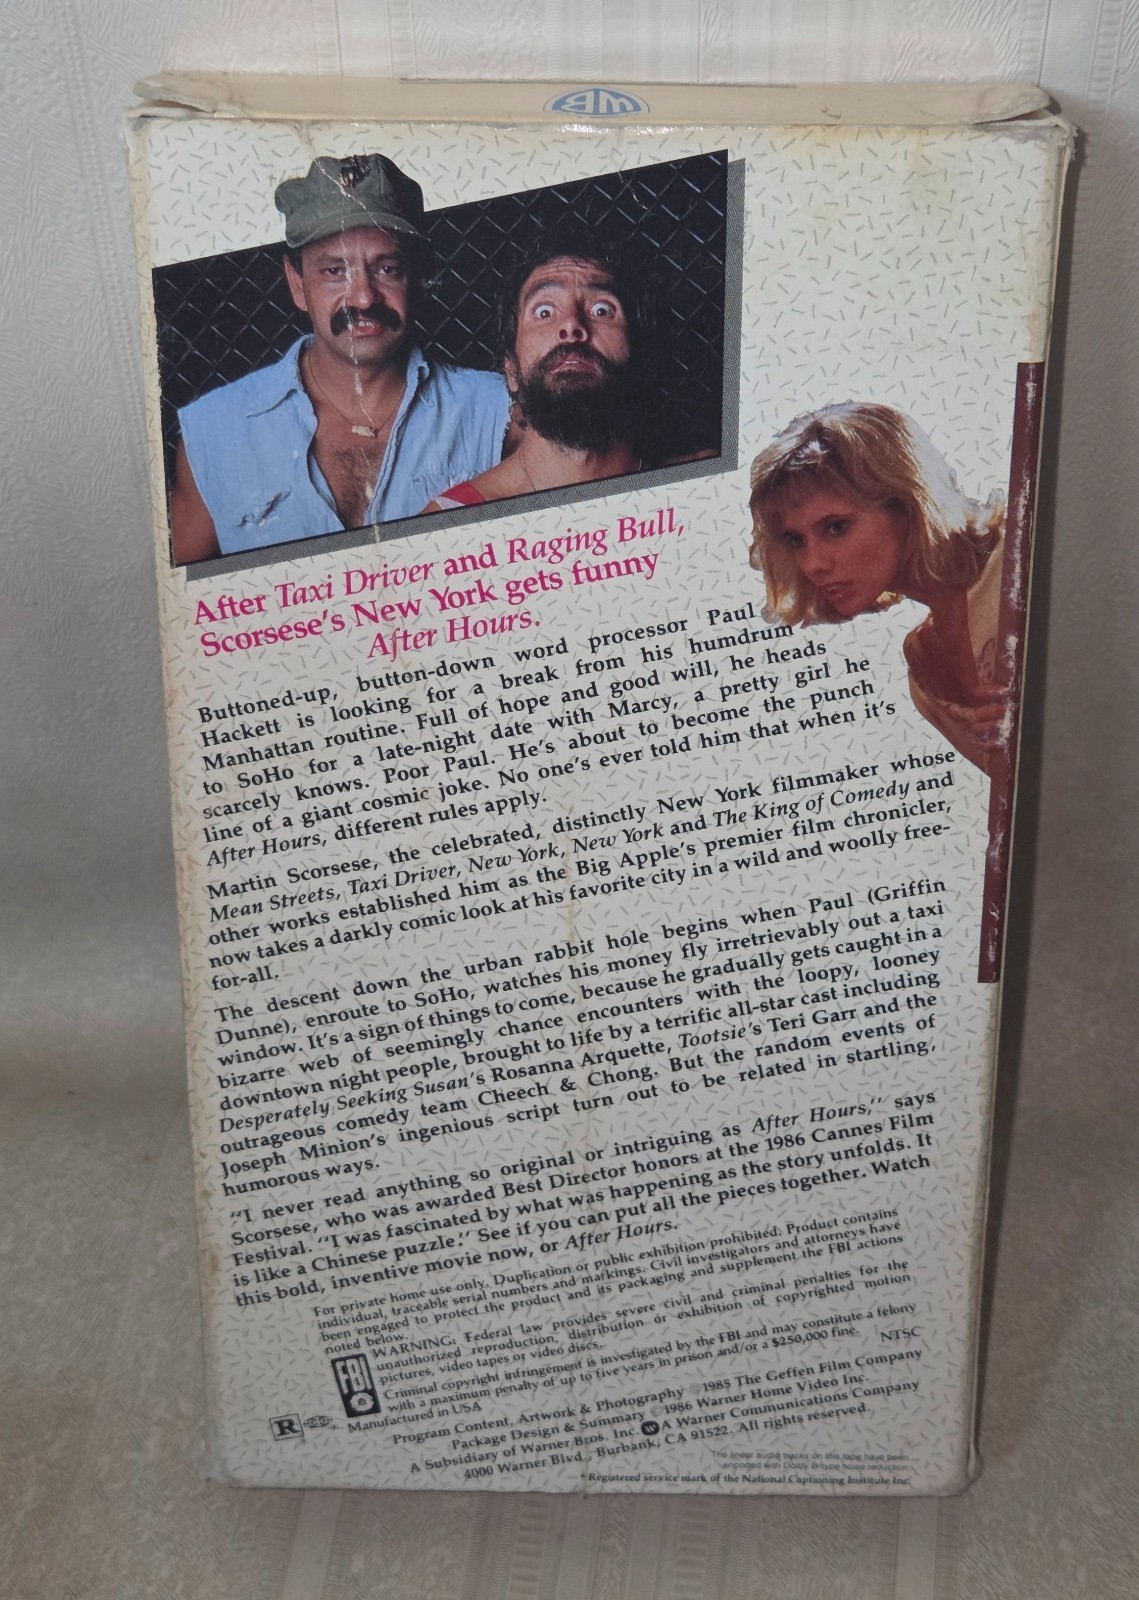 WB
After Taxi Driver and Raging Bull,
Scorsese's New York gets funny
After Hours.
Buttoned-up, button-down word processor Paul
Hackett is looking for a break from his humdrum
Manhattan routine. Full of hope and good will, he heads
to SoHo for a late-night date with Marcy, a pretty girl he
scarcely knows. Poor Paul. He's about to become the punch
line of a giant cosmic joke. No one's ever told him that when it's
After Hours, different rules apply.
Martin Scorsese, the celebrated, distinctly New York filmmaker whose
Mean Streets, Taxi Driver, New York, New York and The King of Comedy and
other works established him as the Big Apple's premier film chronicler,
now takes a darkly comic look at his favorite city in a wild and woolly free-
for-all.
The descent down the urban rabbit hole begins when Paul (Griffin
Dunne), enroute to SoHo, watches his money fly irretrievably out a taxi
window. It's a sign of things to come, because he gradually gets caught in a
bizarre web of seemingly chance encounters with the loopy, looney
downtown night people, brought to life by a terrific all-star cast including
Desperately Seeking Susan's Rosanna Arquette, Tootsie's Teri Garr and the
outrageous comedy team Cheech & Chong. But the random events of
Joseph Minion's ingenious script turn out to be related in startling,
humorous ways.
"I never read anything so original or intriguing as After Hours," says
Scorsese, who was awarded Best Director honors at the 1986 Cannes Film
Festival. "I was fascinated by what was happening as the story unfolds. It
is like a Chinese puzzle." See if you can put all the pieces together. Watch
this bold, inventive movie now, or After Hours.
For private home use only. Duplication or public exhibition prohibited. Product contains
individual, traceable serial numbers and markings. Civil investigators and attorneys have
been engaged to protect the product and its packaging and supplement the FBI actions
noted below.
WARNING: Federal law provides severe civil and criminal penalties for the
unauthorized reproduction, distribution or exhibition of copyrighted motion
pictures, video tapes or video discs.
Criminal copyright infringement is investigated by the FBI and may constitute a felony
with a maximum penalty of up to five years in prison and/or a $250,000 fine.
FBI
Manufactured in USA
NTSC
R
Program Content, Artwork & Photography ©1985 The Geffen Film Company
Package Design & Summary ©1986 Warner Home Video Inc.
A Subsidiary of Warner Bros. Inc. A Warner Communications Company
4000 Warner Blvd., Burbank, CA 91522. All rights reserved.
The linear audio tracks on this tape have been
encoded with Dolby B-type noise reduction.
* Registered service mark of the National Captioning Institute Inc.